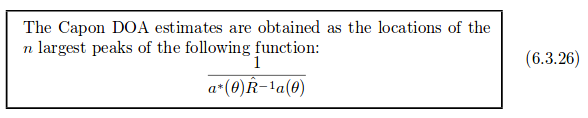 The Capon DOA estimates are obtained as the locations of the
n largest peaks of the following function:
1
a*(θ)R̂−1a(θ)
(6.3.26)